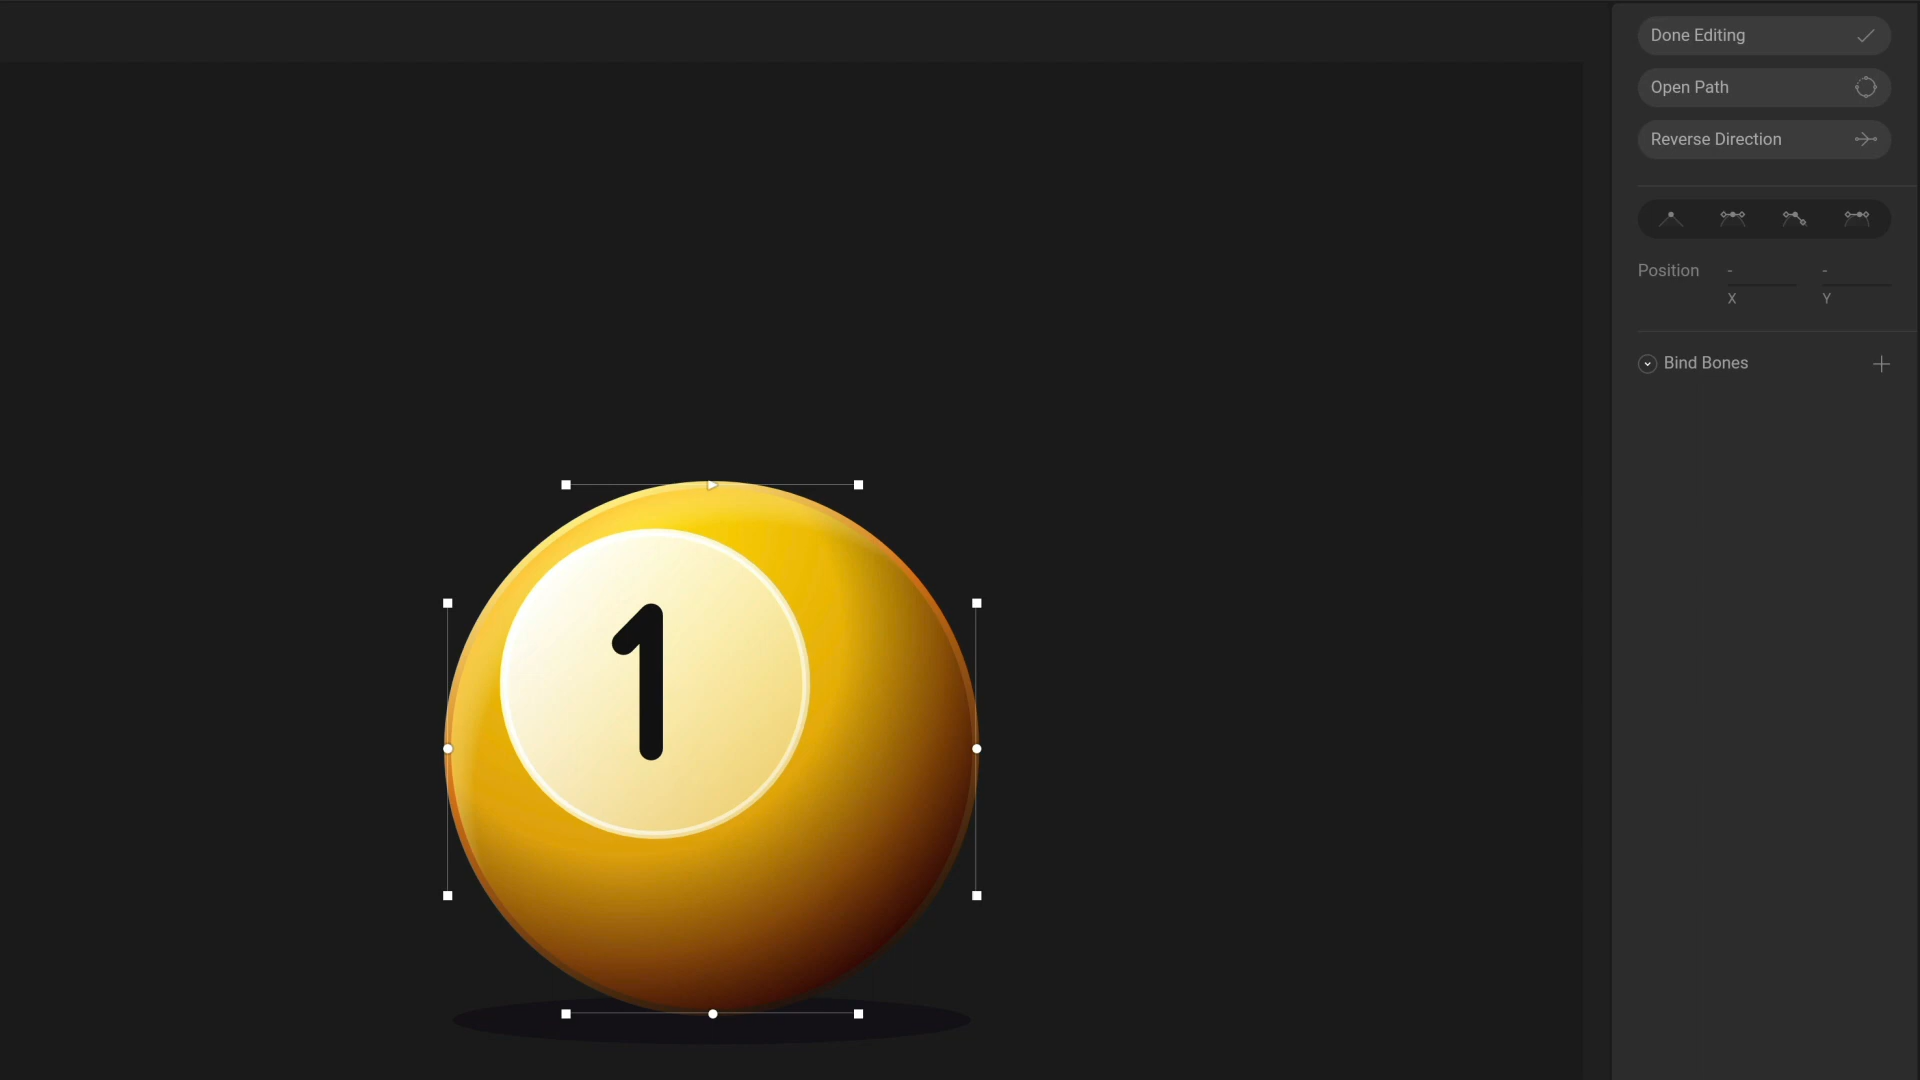 Done Editing
Open Path
Reverse Direction
Position - -
X Y
Bind Bones
1